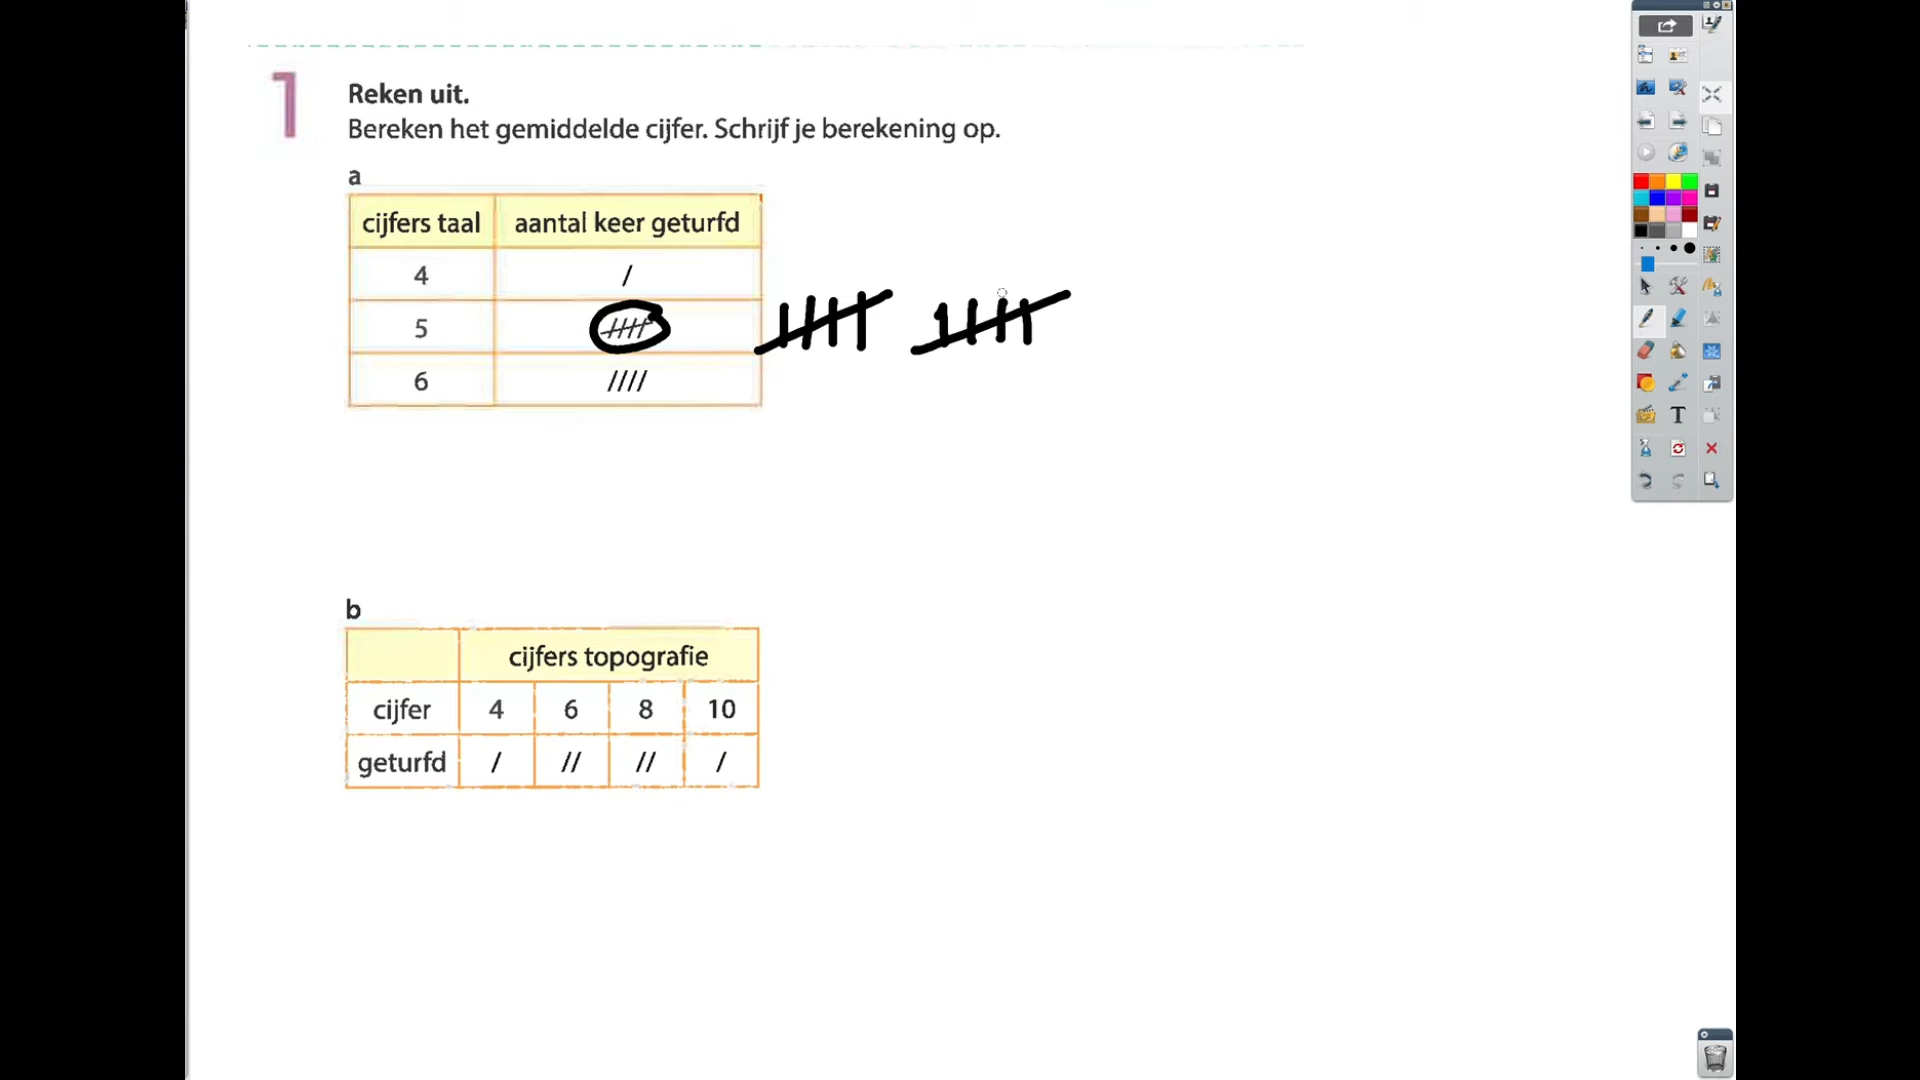 1
Reken uit.
Bereken het gemiddelde cijfer. Schrijf je berekening op.
a
cijfers taal aantal keer geturfd
4 /
5 ////
6 ////
b
cijfers topografie
cijfer 4 6 8 10
geturfd / // // /
T